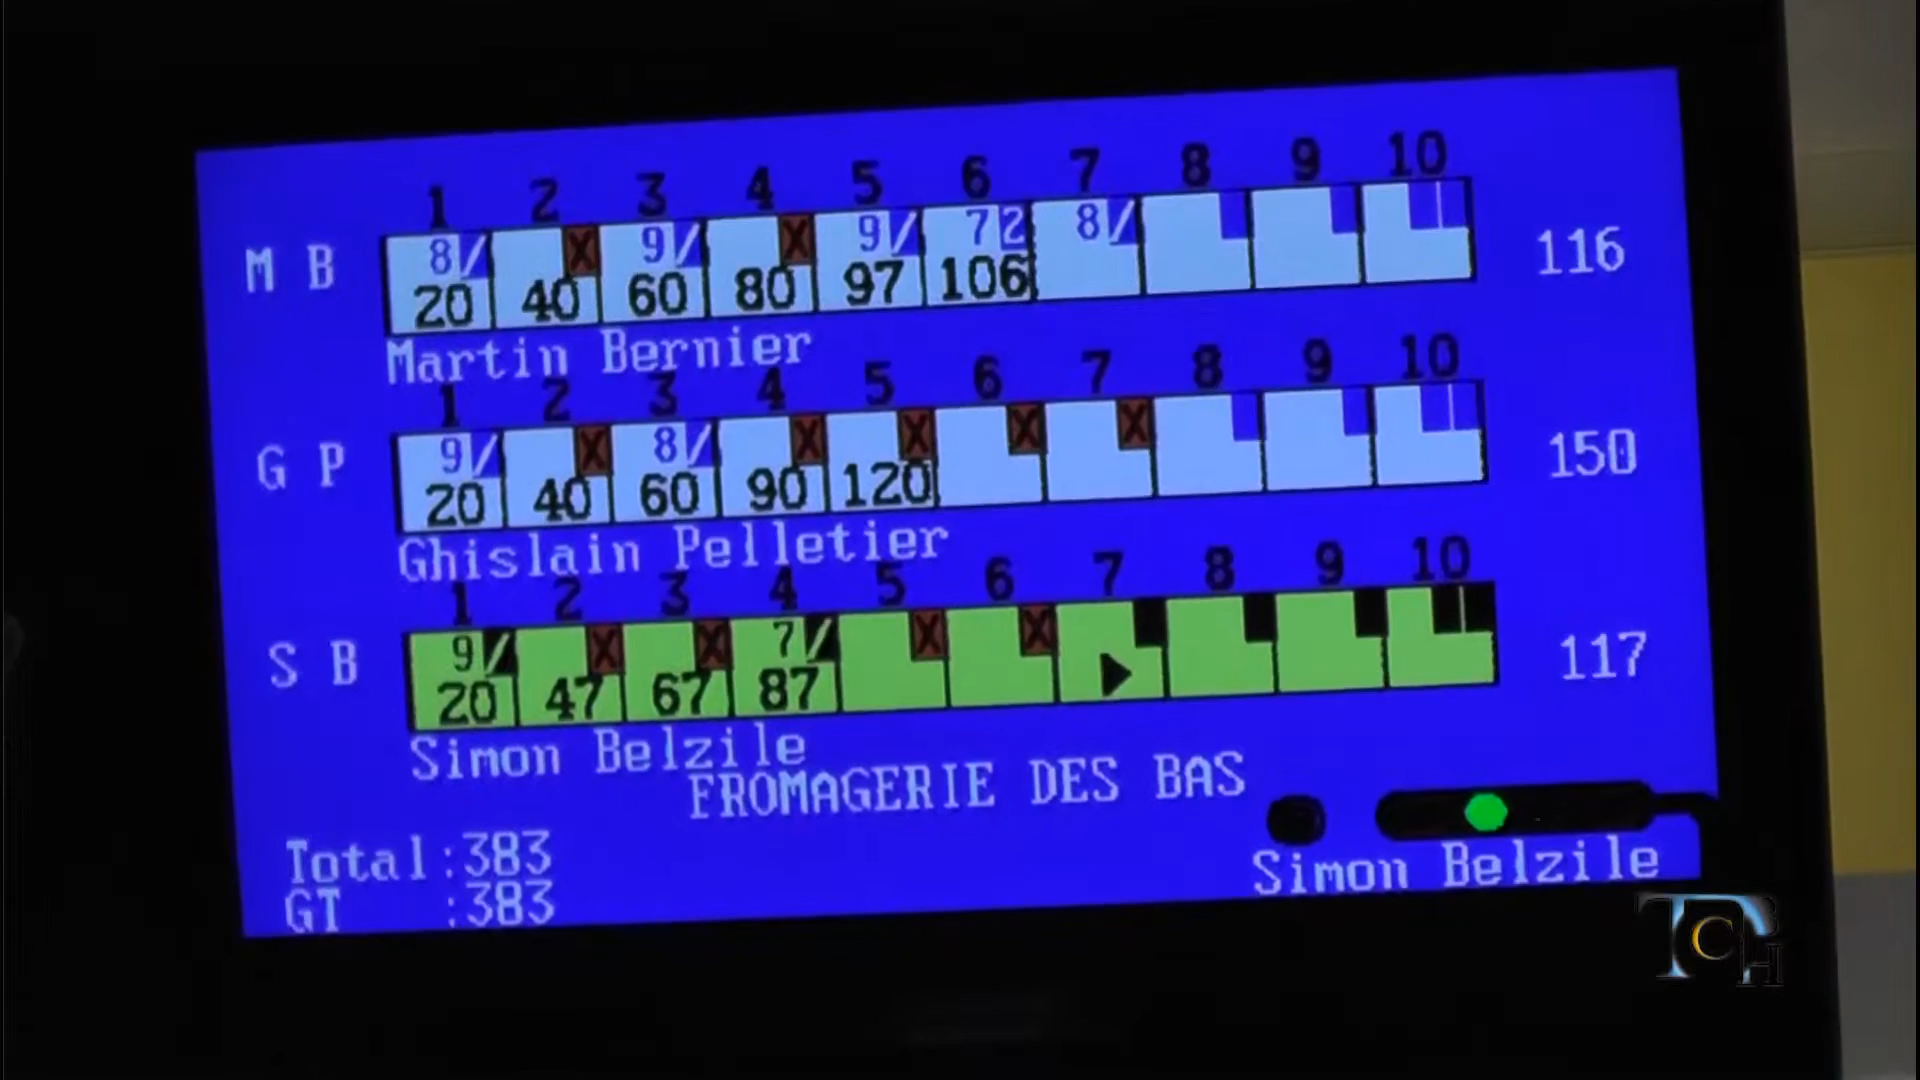 1 2 3 4 5 6 7 8 9 10
M B 8/ X 9/ X 9/ 72 8/ 116
20 40 60 80 97 106
Martin Bernier
1 2 3 4 5 6 7 8 9 10
G P 9/ X 8/ X X X X 150
20 40 60 90 120
Ghislain Pelletier
1 2 3 4 5 6 7 8 9 10
S B 9/ X X 7/ X X 117
20 47 67 87
Simon Belzile
FROMAGERIE DES BAS
Total:383
GT :383
Simon Belzile
TCH